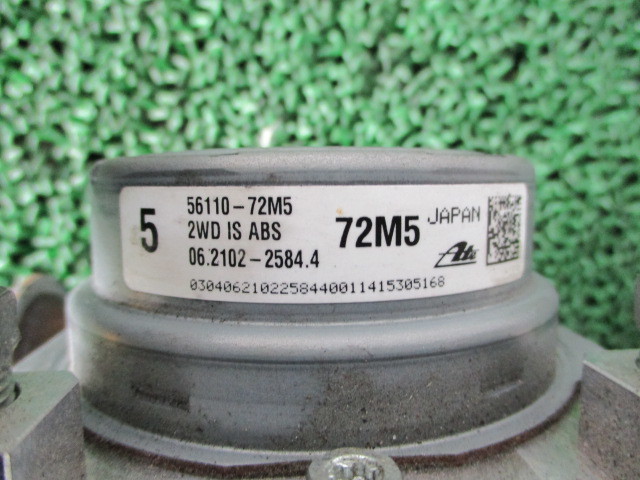 5
56110-72M5
2WD IS ABS
06.2102-2584.4
72M5
JAPAN
Ate
0304062102258440011415305168